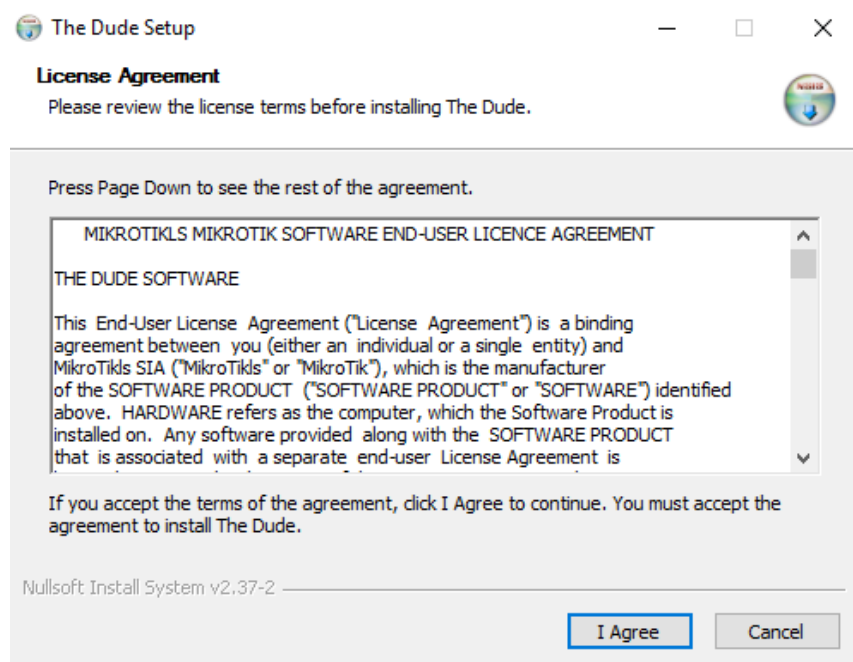 The Dude Setup
License Agreement
Please review the license terms before installing The Dude.
Press Page Down to see the rest of the agreement.
MIKROTIKLS MIKROTIK SOFTWARE END-USER LICENCE AGREEMENT
THE DUDE SOFTWARE
This End-User License Agreement ("License Agreement") is a binding
agreement between you (either an individual or a single entity) and
MikroTikls SIA ("MikroTikls" or "MikroTik"), which is the manufacturer
of the SOFTWARE PRODUCT ("SOFTWARE PRODUCT" or "SOFTWARE") identified
above. HARDWARE refers as the computer, which the Software Product is
installed on. Any software provided along with the SOFTWARE PRODUCT
that is associated with a separate end-user License Agreement is
If you accept the terms of the agreement, click I Agree to continue. You must accept the
agreement to install The Dude.
Nullsoft Install System v2.37-2
I Agree
Cancel